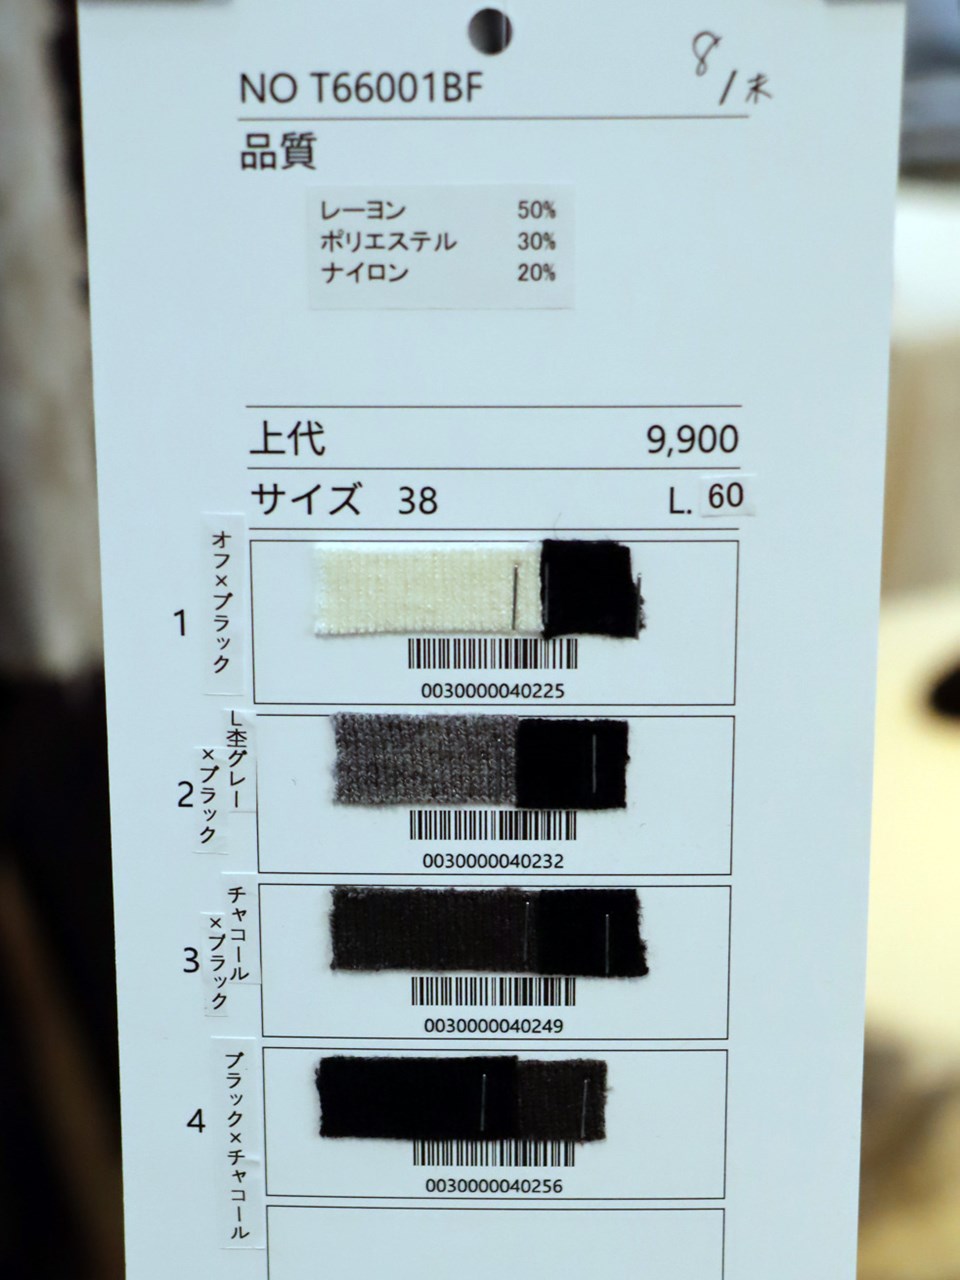 NO T66001BF
8/末
品質
レーヨン 50%
ポリエステル 30%
ナイロン 20%
上代 9,900
サイズ 38 L. 60
1
オフ×ブラック
0030000040225
2
L杢グレー
×ブラック
0030000040232
3
チャコール
×ブラック
0030000040249
4
ブラック×チャコール
0030000040256